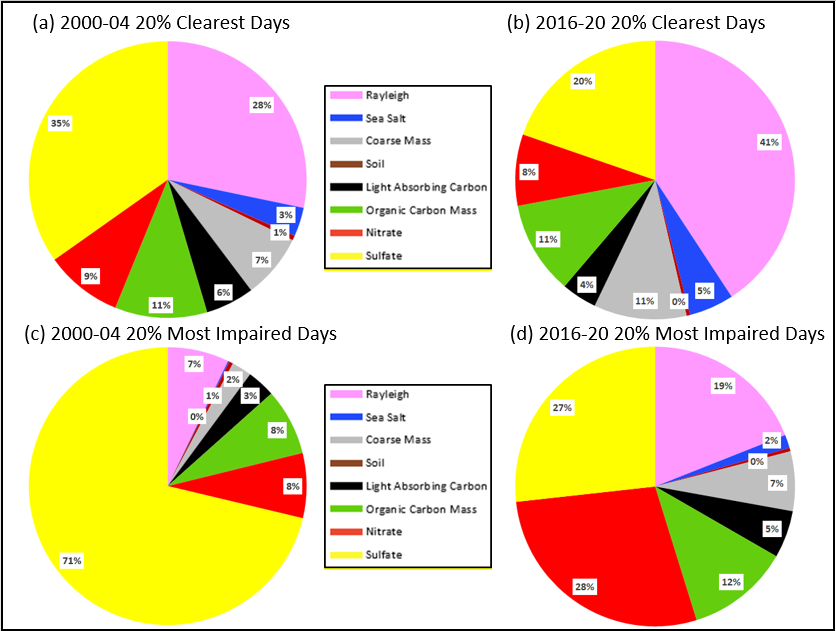 (a) 2000-04 20% Clearest Days
(b) 2016-20 20% Clearest Days
35%
28%
3%
1%
7%
6%
11%
9%
Rayleigh
Sea Salt
Coarse Mass
Soil
Light Absorbing Carbon
Organic Carbon Mass
Nitrate
Sulfate
20%
41%
5%
0%
11%
4%
11%
8%
(c) 2000-04 20% Most Impaired Days
(d) 2016-20 20% Most Impaired Days
7%
0%
1%
2%
3%
8%
8%
71%
Rayleigh
Sea Salt
Coarse Mass
Soil
Light Absorbing Carbon
Organic Carbon Mass
Nitrate
Sulfate
27%
19%
2%
0%
7%
5%
12%
28%